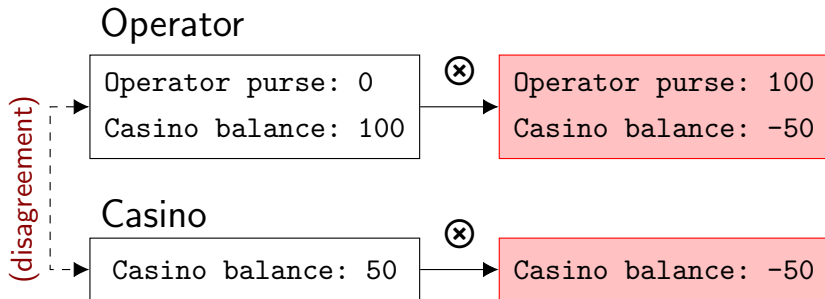 Operator
Operator purse: 0
Casino balance: 100
Operator purse: 100
Casino balance: -50
(disagreement)
Casino
Casino balance: 50
Casino balance: -50